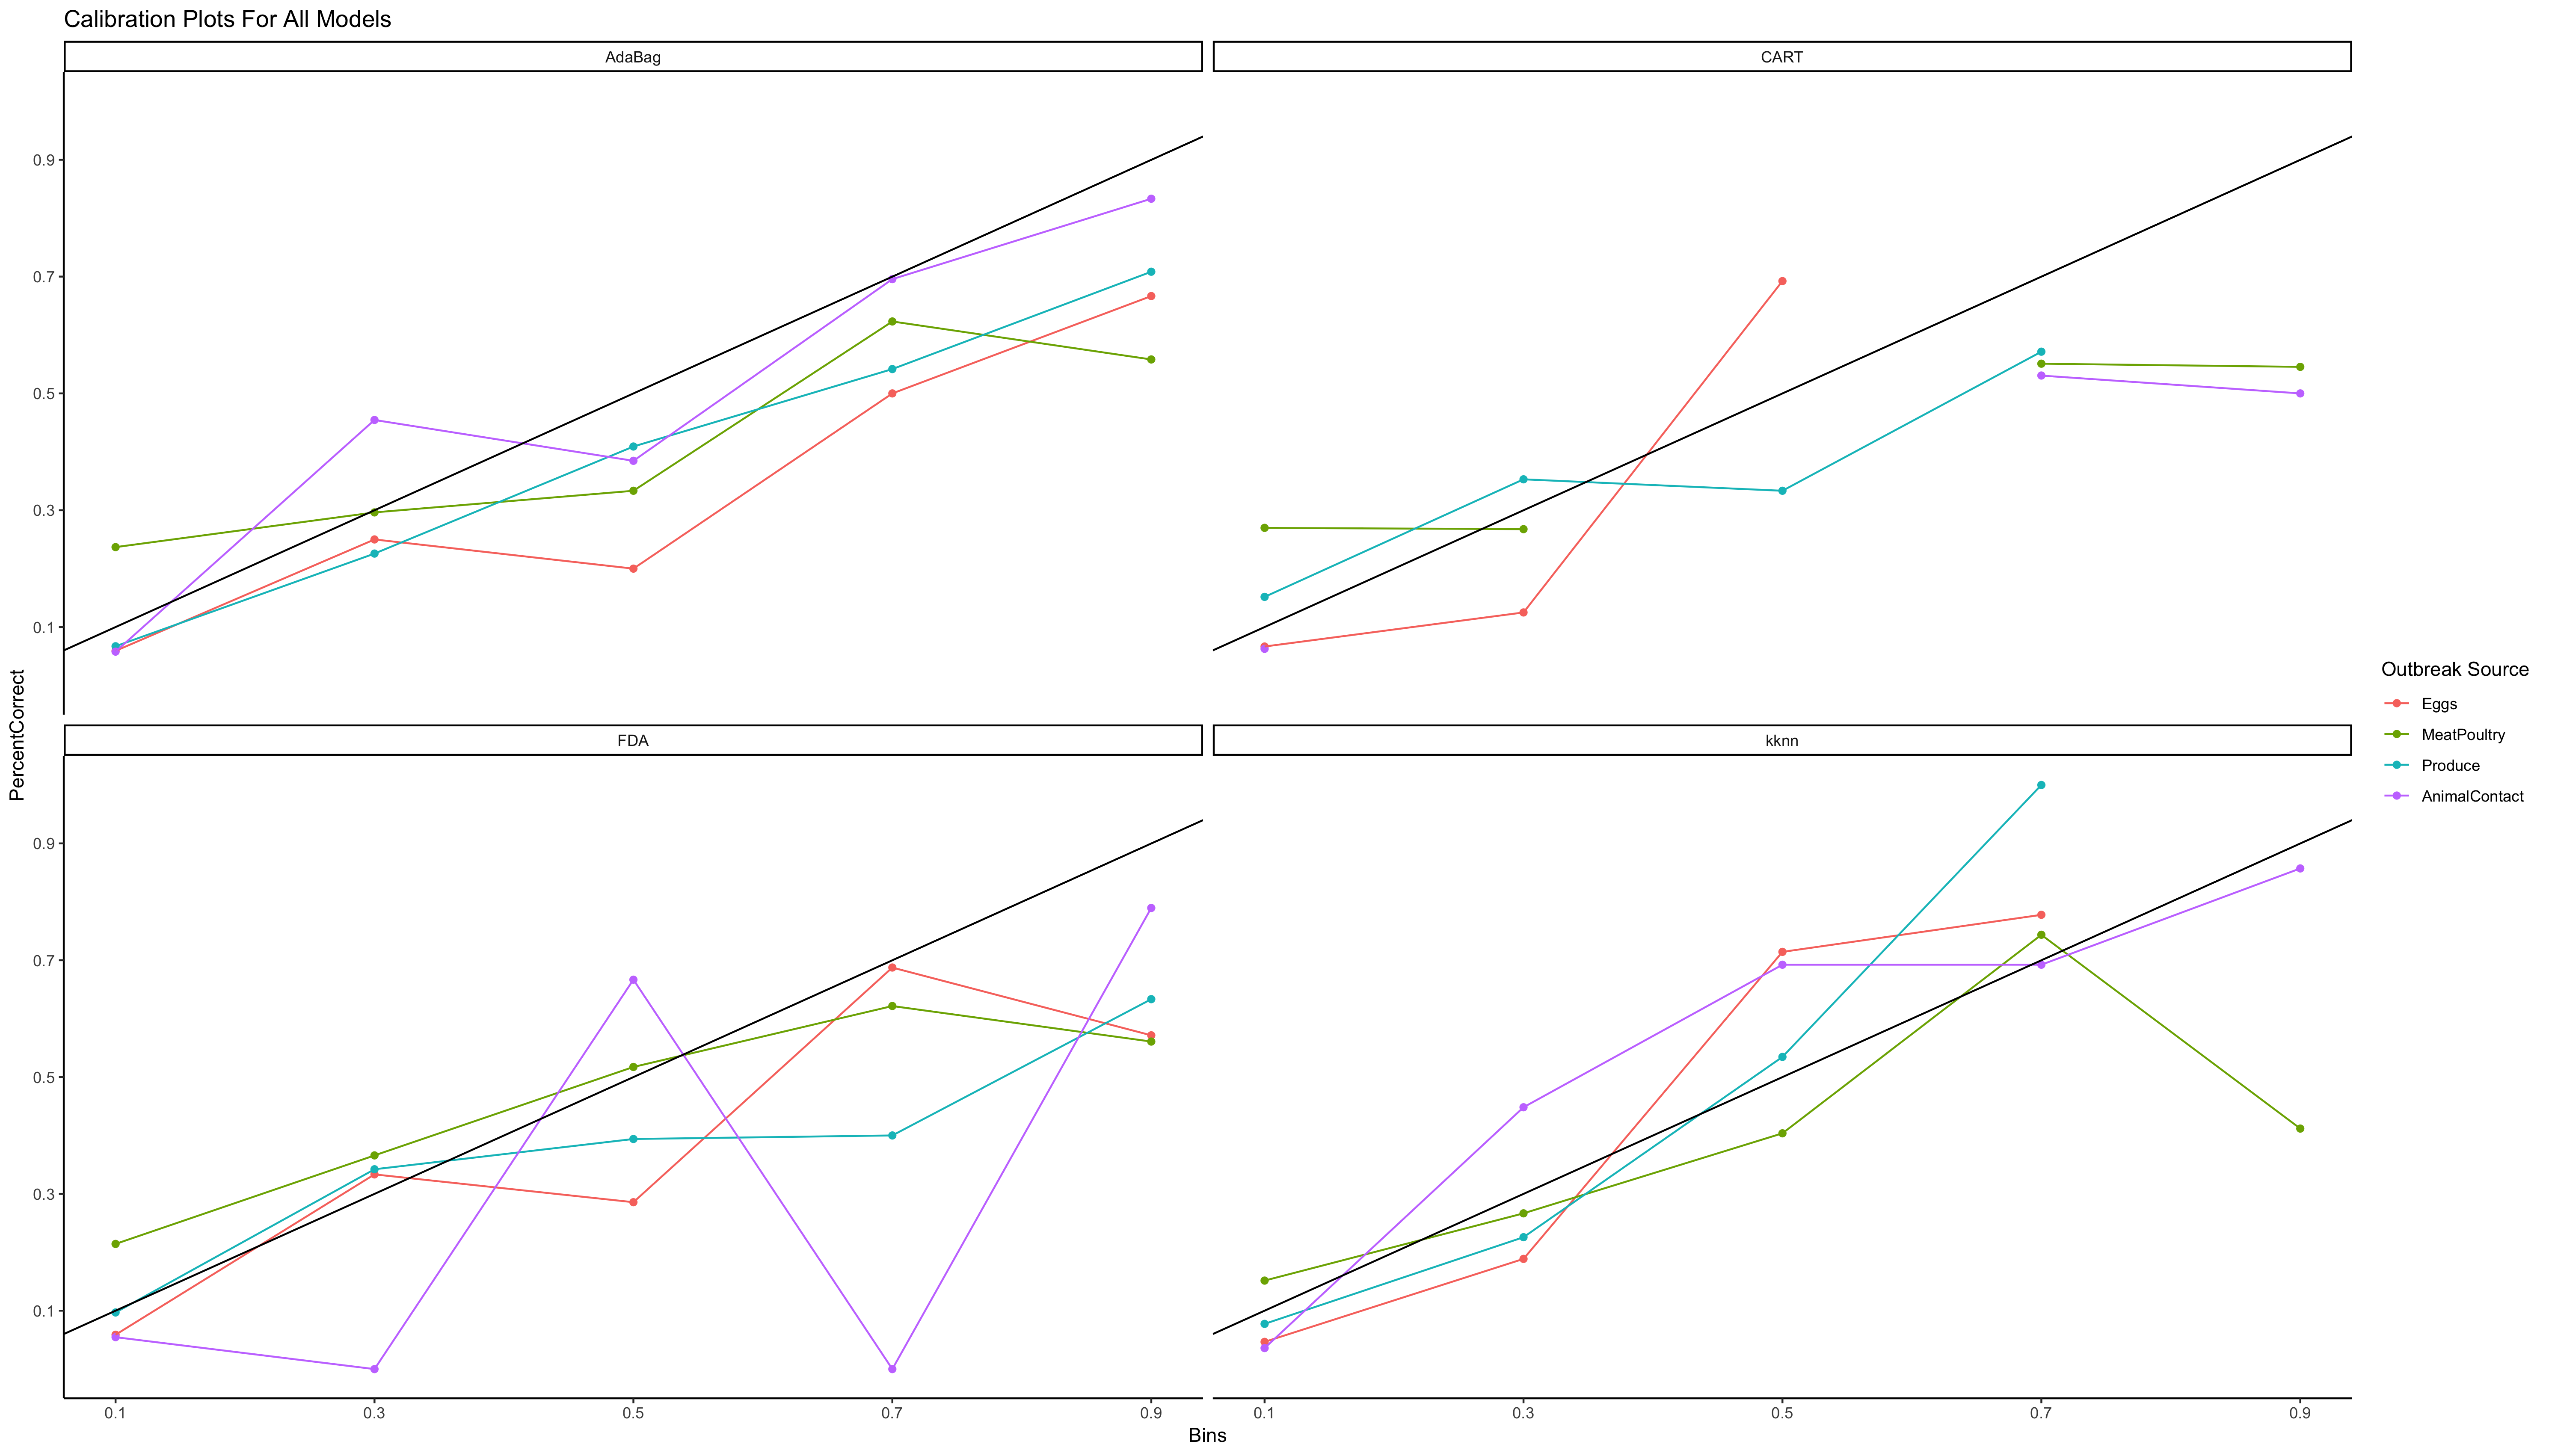 Calibration Plots For All Models
AdaBag
CART
0.9
0.7
0.5
0.3
0.1
FDA
kknn
0.9
0.7
0.5
0.3
0.1
PercentCorrect
0.1 0.3 0.5 0.7 0.9
0.1 0.3 0.5 0.7 0.9
Bins
Outbreak Source
Eggs
MeatPoultry
Produce
AnimalContact